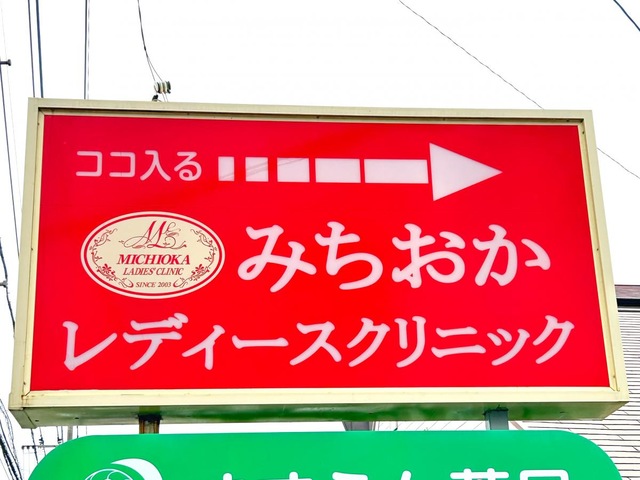 ココ入る
MICHIOKA
LADIES' CLINIC
SINCE 2003
みちおか
レディースクリニック